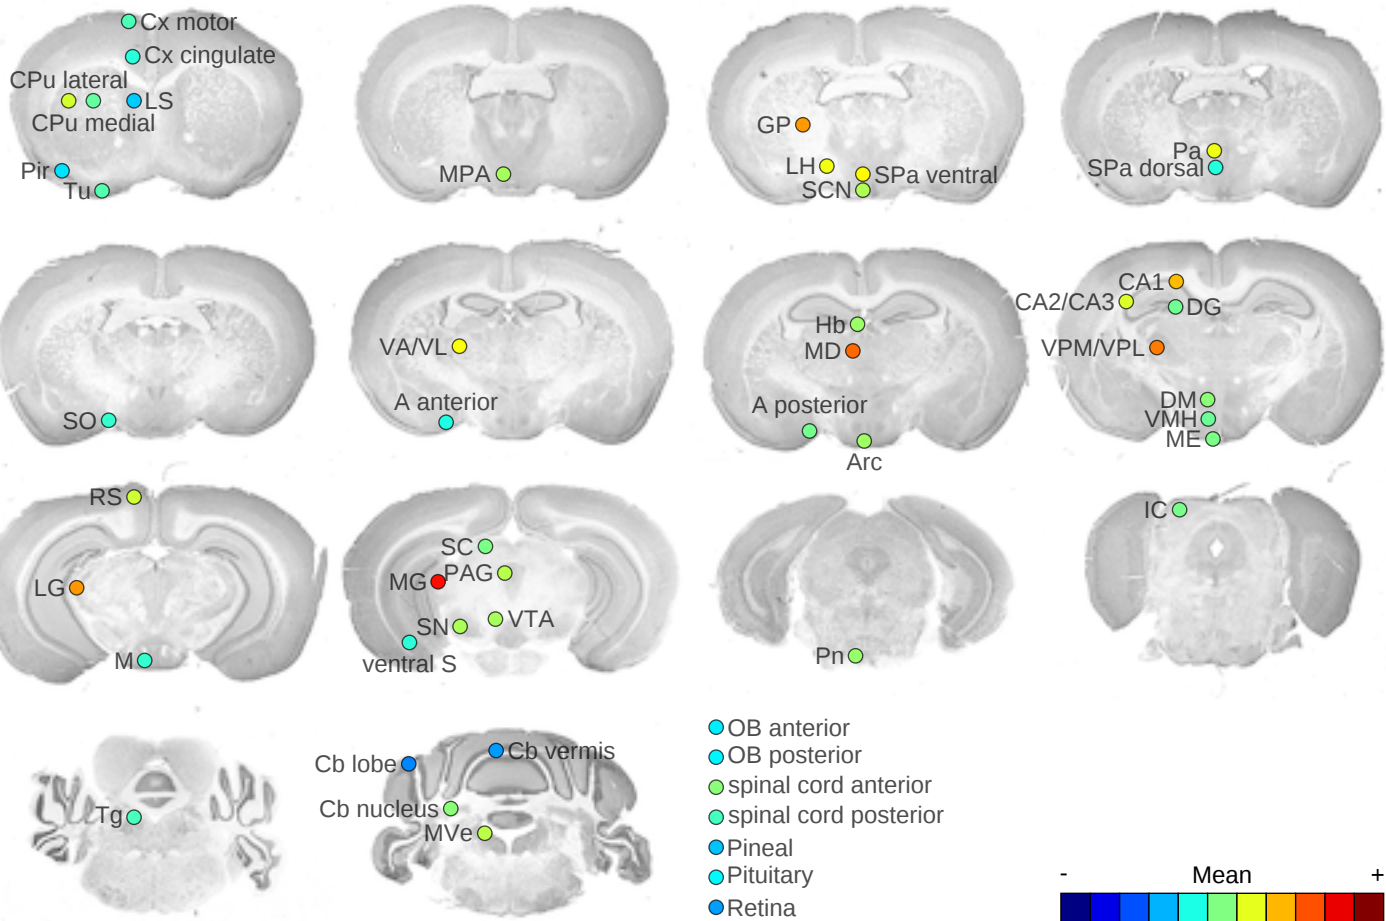 Cx motor
Cx cingulate
CPu lateral
LS
CPu medial
Pir
Tu
MPA
GP
LH
SPa ventral
SCN
Pa
SPa dorsal
SO
VA/VL
A anterior
Hb
MD
A posterior
Arc
CA1
CA2/CA3
DG
VPM/VPL
DM
VMH
ME
RS
LG
M
SC
MG
PAG
SN
VTA
ventral S
Pn
IC
Tg
Cb lobe
Cb vermis
Cb nucleus
MVe
OB anterior
OB posterior
spinal cord anterior
spinal cord posterior
Pineal
Pituitary
Retina
- Mean +